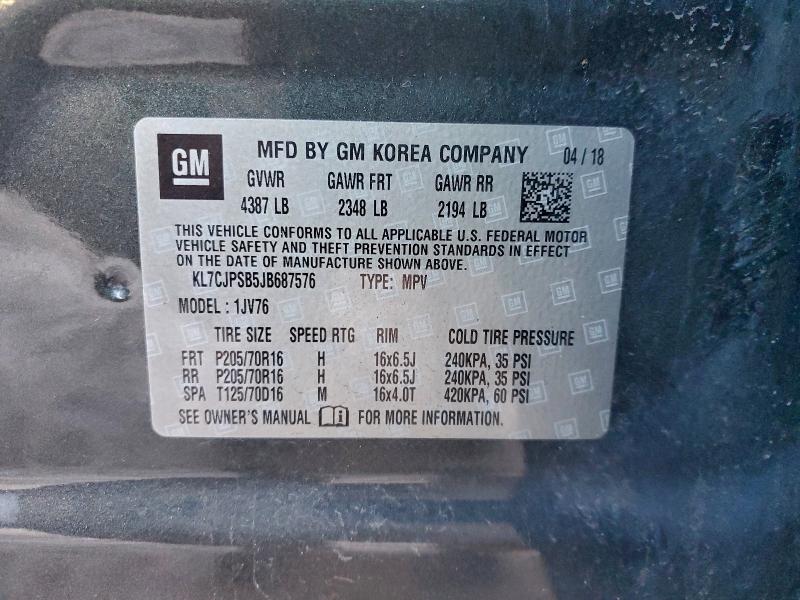 GM MFD BY GM KOREA COMPANY 04 / 18
GVWR GAWR FRT GAWR RR
4387 LB 2348 LB 2194 LB
THIS VEHICLE CONFORMS TO ALL APPLICABLE U.S. FEDERAL MOTOR
VEHICLE SAFETY AND THEFT PREVENTION STANDARDS IN EFFECT
ON THE DATE OF MANUFACTURE SHOWN ABOVE.
KL7CJPSB5JB687576 TYPE: MPV
MODEL : 1JV76
TIRE SIZE SPEED RTG RIM COLD TIRE PRESSURE
FRT P205/70R16 H 16x6.5J 240KPA, 35 PSI
RR P205/70R16 H 16x6.5J 240KPA, 35 PSI
SPA T125/70D16 M 16x4.0T 420KPA, 60 PSI
SEE OWNER'S MANUAL FOR MORE INFORMATION.